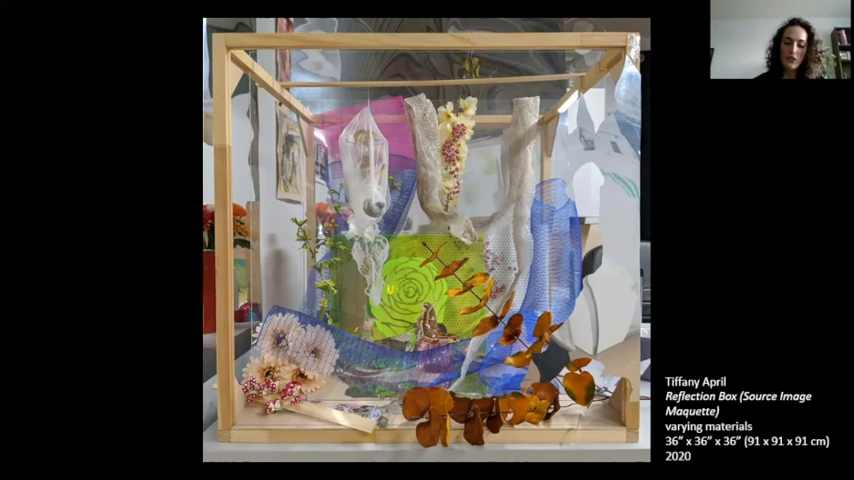 Tiffany April
Reflection Box (Source Image
Maquette)
varying materials
36” x 36” x 36” (91 x 91 x 91 cm)
2020